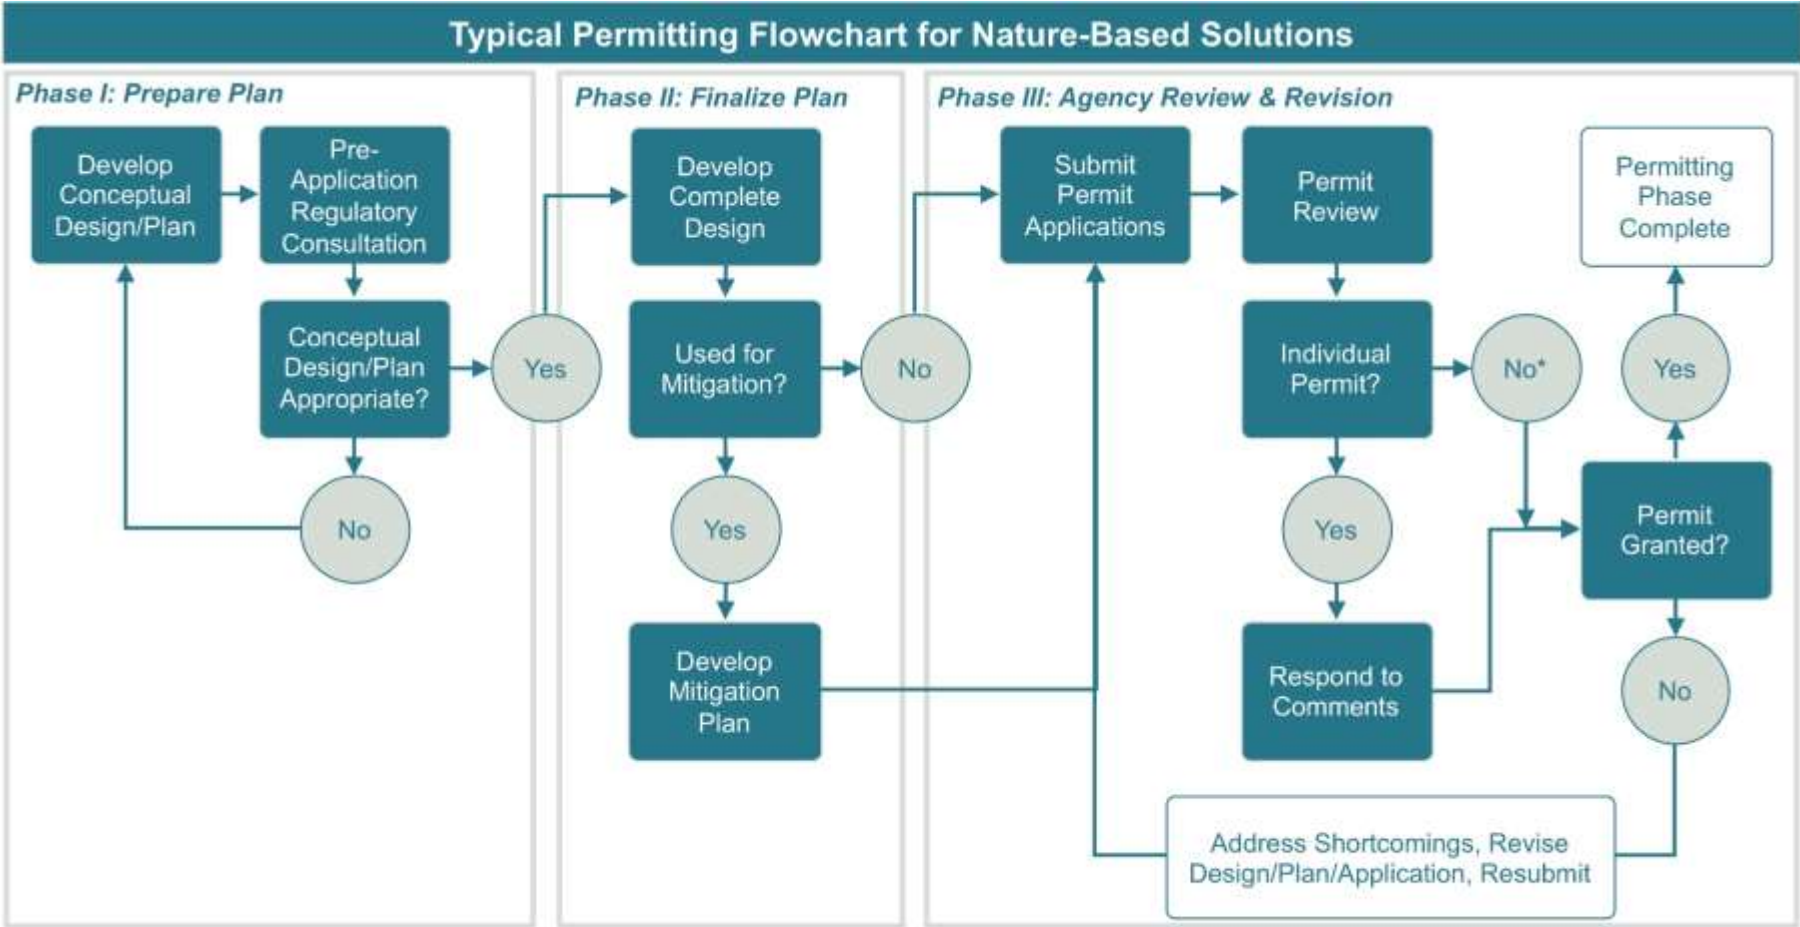 Typical Permitting Flowchart for Nature-Based Solutions
Phase I: Prepare Plan
Develop
Conceptual
Design/Plan
Pre-
Application
Regulatory
Consultation
Conceptual
Design/Plan
Appropriate?
Yes
No
Phase II: Finalize Plan
Develop
Complete
Design
Used for
Mitigation?
No
Yes
Develop
Mitigation
Plan
Phase III: Agency Review & Revision
Submit
Permit
Applications
Permit
Review
Individual
Permit?
No*
Yes
Respond to
Comments
Permit
Granted?
Yes
Permitting
Phase
Complete
No
Address Shortcomings, Revise
Design/Plan/Application, Resubmit